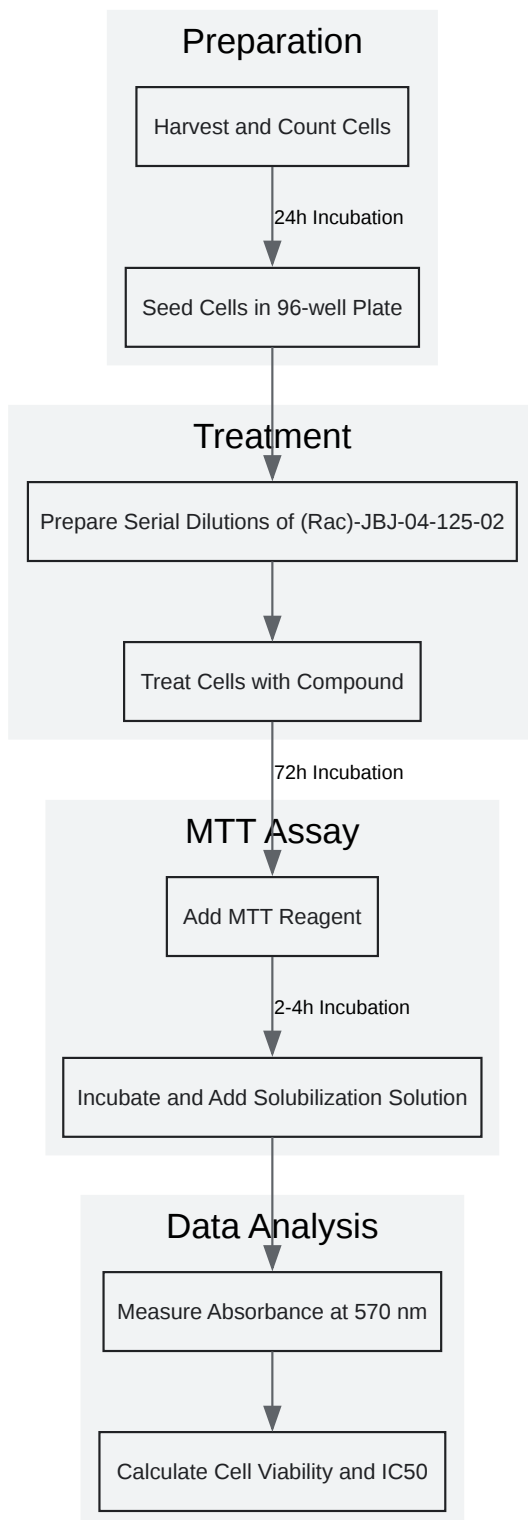 Preparation
Harvest and Count Cells
24h Incubation
Seed Cells in 96-well Plate
Treatment
Prepare Serial Dilutions of (Rac)-JBJ-04-125-02
Treat Cells with Compound
72h Incubation
MTT Assay
Add MTT Reagent
2-4h Incubation
Incubate and Add Solubilization Solution
Data Analysis
Measure Absorbance at 570 nm
Calculate Cell Viability and IC50